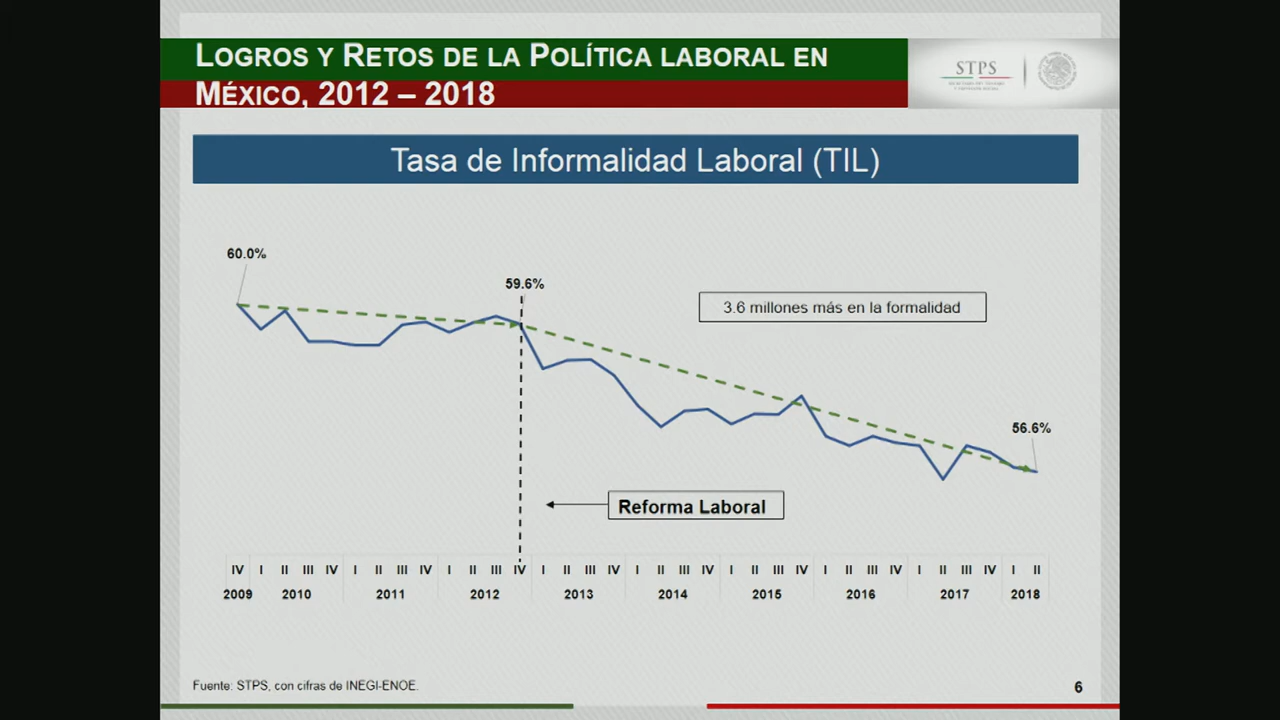 LOGROS Y RETOS DE LA POLÍTICA LABORAL EN
MÉXICO, 2012 – 2018
STPS
Tasa de Informalidad Laboral (TIL)
60.0%
59.6%
3.6 millones más en la formalidad
56.6%
Reforma Laboral
IV I II III IV I II III IV I II III IV I II III IV I II III IV I II III IV I II III IV I II III IV I II
2009 2010 2011 2012 2013 2014 2015 2016 2017 2018
Fuente: STPS, con cifras de INEGI-ENOE.
6